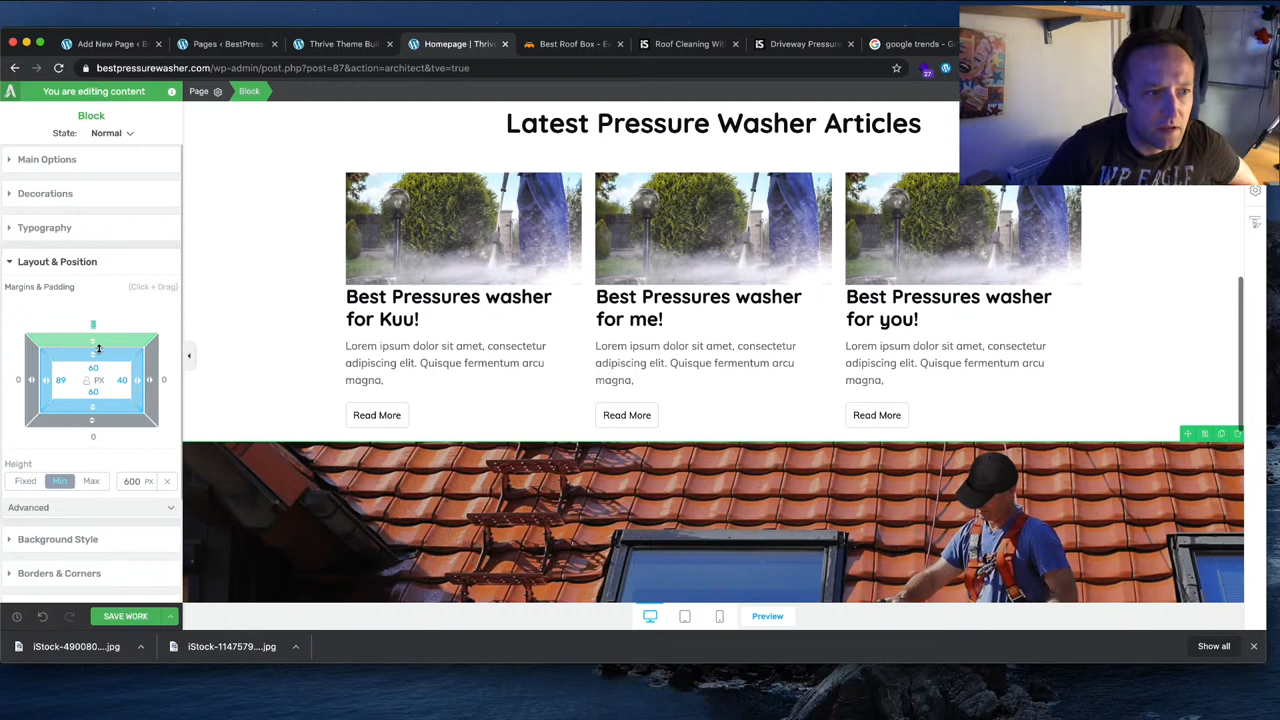 Add New Page ‹ Be
Pages ‹ BestPress
Thrive Theme Buil
Homepage | Thriv
Best Roof Box - E
Roof Cleaning With
Driveway Pressure
google trends - G
bestpressurewasher.com/wp-admin/post.php?post=87&action=architect&tve=true
27
You are editing content
Page
Block
Block
State: Normal
Main Options
Decorations
Typography
Layout & Position
Margins & Padding [Click + Drag]
60
0 89 PX 40 0
60
0
Height
Fixed Min Max 600 PX
Advanced
Background Style
Borders & Corners
SAVE WORK
Latest Pressure Washer Articles
Best Pressures washer
for Kuu!
Lorem ipsum dolor sit amet, consectetur
adipiscing elit. Quisque fermentum arcu
magna,
Read More
Best Pressures washer
for me!
Lorem ipsum dolor sit amet, consectetur
adipiscing elit. Quisque fermentum arcu
magna,
Read More
Best Pressures washer
for you!
Lorem ipsum dolor sit amet, consectetur
adipiscing elit. Quisque fermentum arcu
magna,
Read More
Preview
iStock-490080....jpg
iStock-1147579....jpg
Show all
WP EAGLE